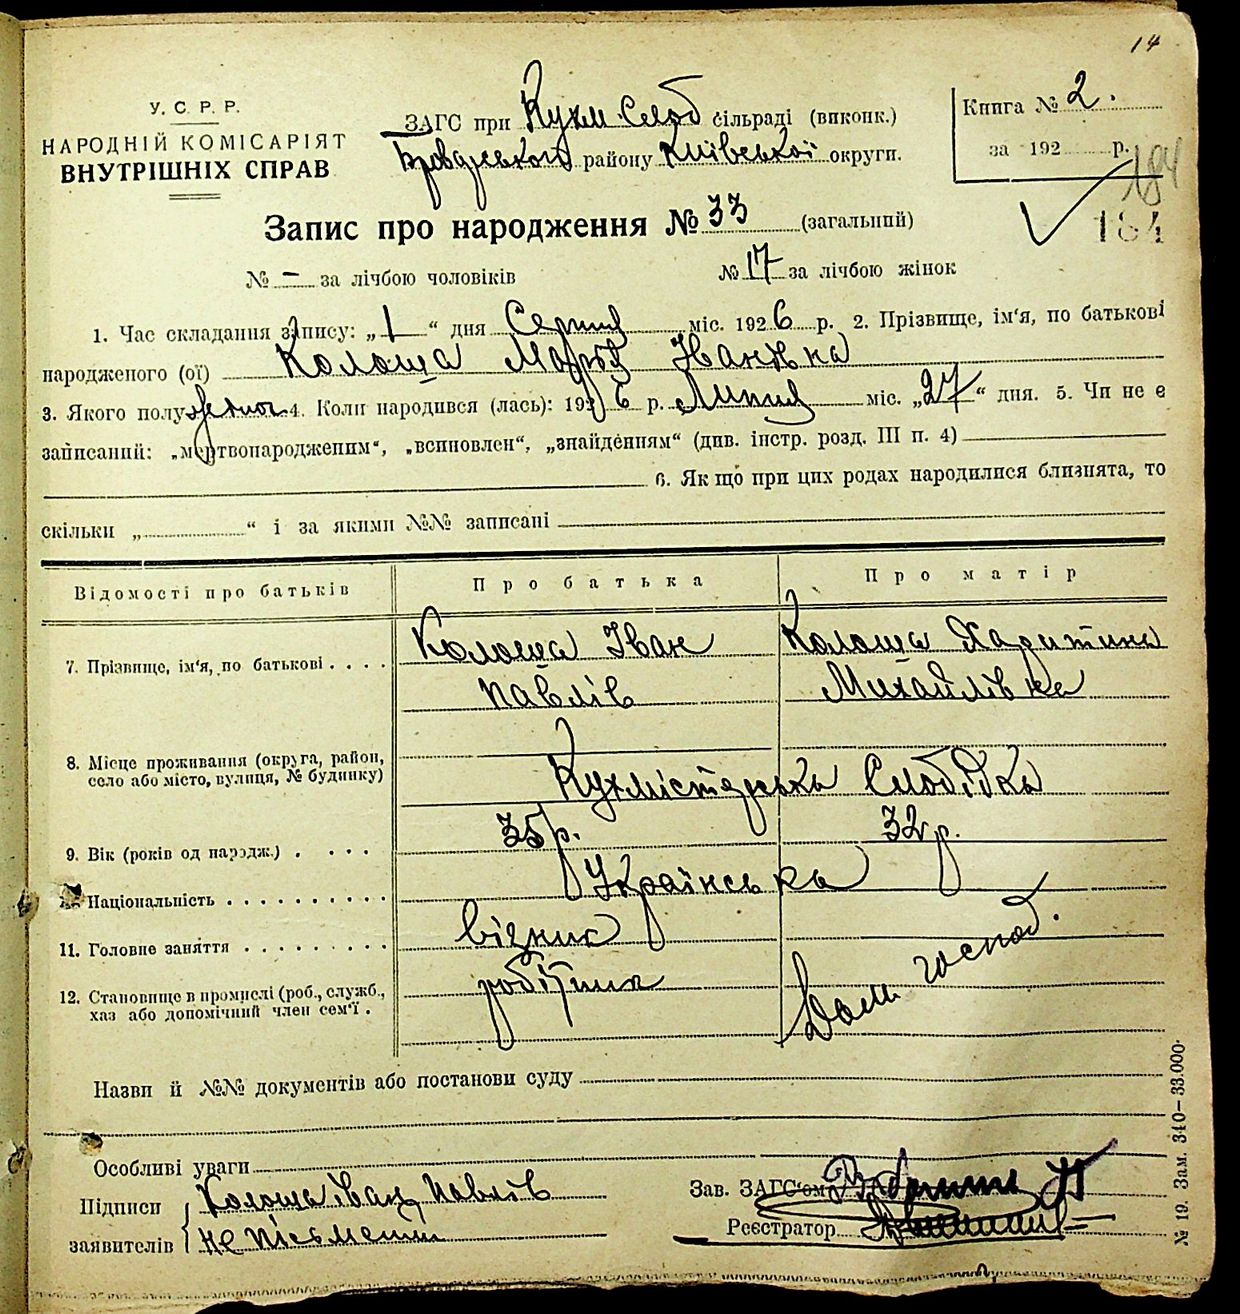 14
У. С. Р. Р.
НАРОДНІЙ КОМІСАРІЯТ
ВНУТРІШНІХ СПРАВ
ЗАГС при Кухм. Слоб сільраді (виконк.)
Броварського району Київської округи.
Книга № 2.
за 192 р.
184
184
Запис про народження № 33 (загальний)
№ – за лічбою чоловіків № 17 за лічбою жінок
1. Час складання запису: „1“ дня Серпня міс. 1926 р. 2. Прізвище, ім'я, по батькові
народженого (ої) Колоша Марія Іванівна
3. Якого полу жіноч. 4. Коли народився (лась): 1926 р. Липня міс. „27“ дня. 5. Чи не є
записаний: „мертвонародженим“, „всиновлен“, „знайденням“ (див. інстр. розд. III п. 4)
6. Як що при цих родах народилися близнята, то
скільки „ “ і за якими №№ записані
Відомості про батьків Про батька Про матір
7. Прізвище, ім'я, по батькові . . . . Колоша Іван Колоша Харитина
Павлів Михайлівна
8. Місце проживання (округа, район,
село або місто, вулиця, № будинку) Кухмістерська Слобідка
9. Вік (років од народж.) . . . . 35 р. 32 р.
Національність . . . . . . . . . . Українська
11. Головне заняття . . . . . . . . . візник Дом. господ.
12. Становище в промислі (роб., служб., робітник
хаз або допомічний член сем'ї .
Назви й №№ документів або постанови суду
Особливі уваги
Підписи Колоша Іван Павлов
заявителів не пісьмении
Зав. ЗАГС'ом
Реєстратор
№ 19. Зам. 340—33.000.